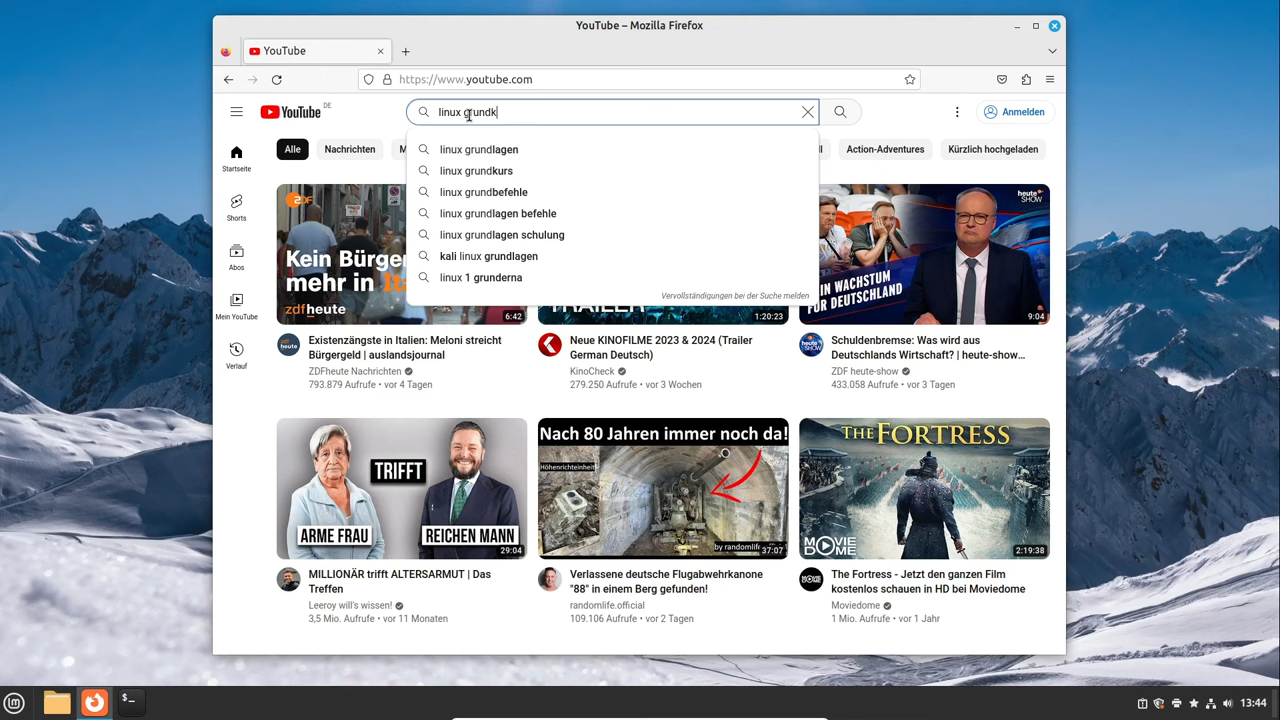 YouTube – Mozilla Firefox
YouTube
https://www.youtube.com
YouTube DE
linux grundk
Anmelden
linux grundlagen
linux grundkurs
linux grundbefehle
linux grundlagen befehle
linux grundlagen schulung
kali linux grundlagen
linux 1 grunderna
Vervollständigungen bei der Suche melden
Alle
Nachrichten
Action-Adventures
Kürzlich hochgeladen
Startseite
Shorts
Abos
Mein YouTube
Verlauf
ZDF
Kein Bürge
mehr in It
zdfheute
6:42
TRAILER
1:20:23
heute SHOW
IN WACHSTUM
FÜR DEUTSCHLAND
9:04
Existenzängste in Italien: Meloni streicht
Bürgergeld | auslandsjournal
ZDFheute Nachrichten
793.879 Aufrufe • vor 4 Tagen
Neue KINOFILME 2023 & 2024 (Trailer
German Deutsch)
KinoCheck
279.250 Aufrufe • vor 3 Wochen
Schuldenbremse: Was wird aus
Deutschlands Wirtschaft? | heute-show...
ZDF heute-show
433.058 Aufrufe • vor 3 Tagen
TRIFFT
ARME FRAU
REICHEN MANN
29:04
Nach 80 Jahren immer noch da!
Höhenrichteinheit
by randomlife
37:07
THE FORTRESS
MOVIE
DOME
2:19:38
MILLIONÄR trifft ALTERSARMUT | Das
Treffen
Leeroy will's wissen!
3,5 Mio. Aufrufe • vor 11 Monaten
Verlassene deutsche Flugabwehrkanone
"88" in einem Berg gefunden!
randomlife.official
109.106 Aufrufe • vor 2 Tagen
The Fortress - Jetzt den ganzen Film
kostenlos schauen in HD bei Moviedome
Moviedome
1 Mio. Aufrufe • vor 1 Jahr
13:44